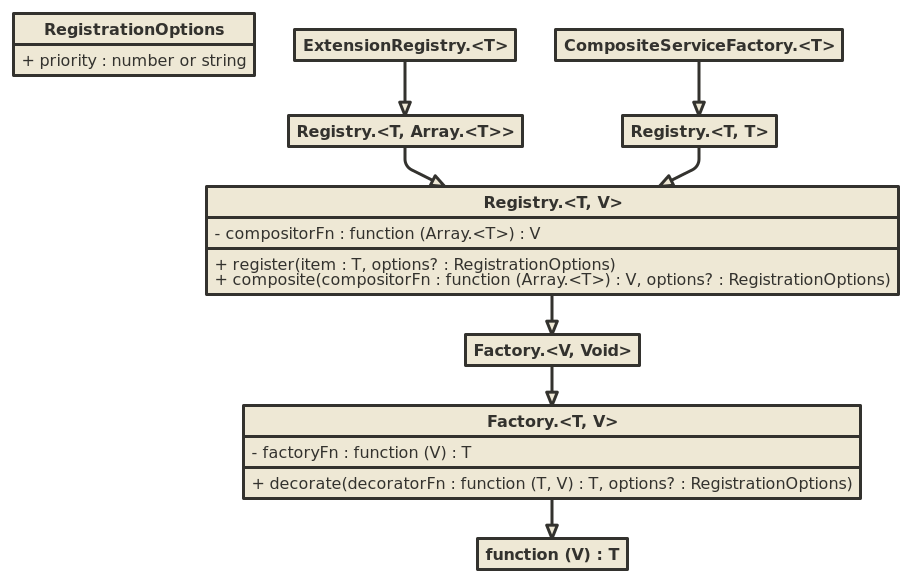 RegistrationOptions
+ priority : number or string
ExtensionRegistry.<T>
CompositeServiceFactory.<T>
Registry.<T, Array.<T>>
Registry.<T, T>
Registry.<T, V>
- compositorFn : function (Array.<T>) : V
+ register(item : T, options? : RegistrationOptions)
+ composite(compositorFn : function (Array.<T>) : V, options? : RegistrationOptions)
Factory.<V, Void>
Factory.<T, V>
- factoryFn : function (V) : T
+ decorate(decoratorFn : function (T, V) : T, options? : RegistrationOptions)
function (V) : T